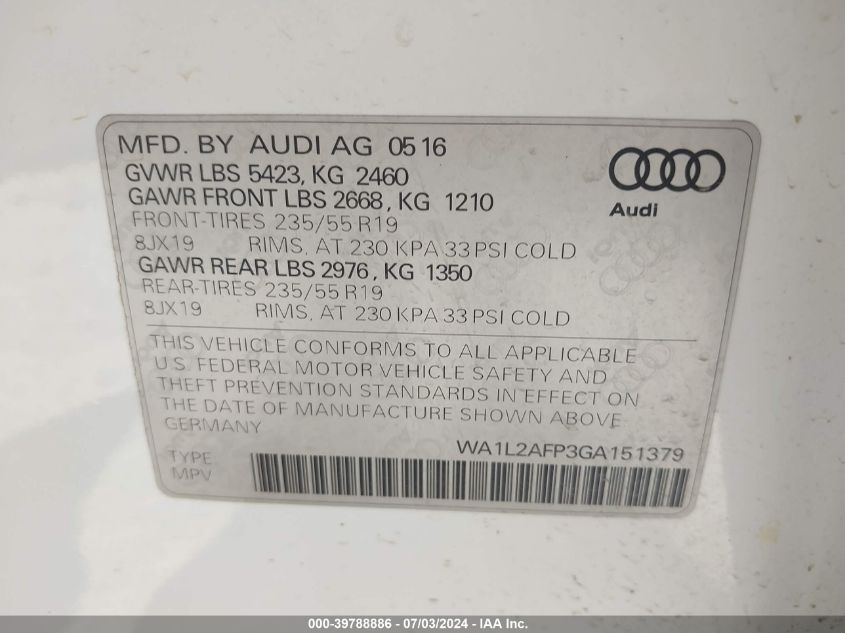 MFD. BY AUDI AG 05 16
GVWR LBS 5423, KG 2460
GAWR FRONT LBS 2668, KG 1210
FRONT-TIRES 235/55 R19
8JX19 RIMS, AT 230 KPA 33 PSI COLD
GAWR REAR LBS 2976, KG 1350
REAR-TIRES 235/55 R19
8JX19 RIMS, AT 230 KPA 33 PSI COLD
Audi
THIS VEHICLE CONFORMS TO ALL APPLICABLE
U.S. FEDERAL MOTOR VEHICLE SAFETY AND
THEFT PREVENTION STANDARDS IN EFFECT ON
THE DATE OF MANUFACTURE SHOWN ABOVE
GERMANY
WA1L2AFP3GA151379
TYPE
MPV
000-39788886 - 07/03/2024 - IAA Inc.